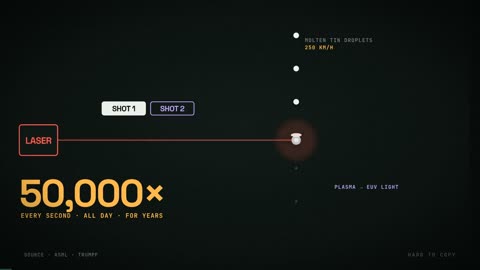 MOLTEN TIN DROPLETS
250 KM/H
SHOT 1
SHOT 2
LASER
PLASMA → EUV LIGHT
50,000×
EVERY SECOND · ALL DAY · FOR YEARS
SOURCE · ASML · TRUMPF
HARD TO COPY